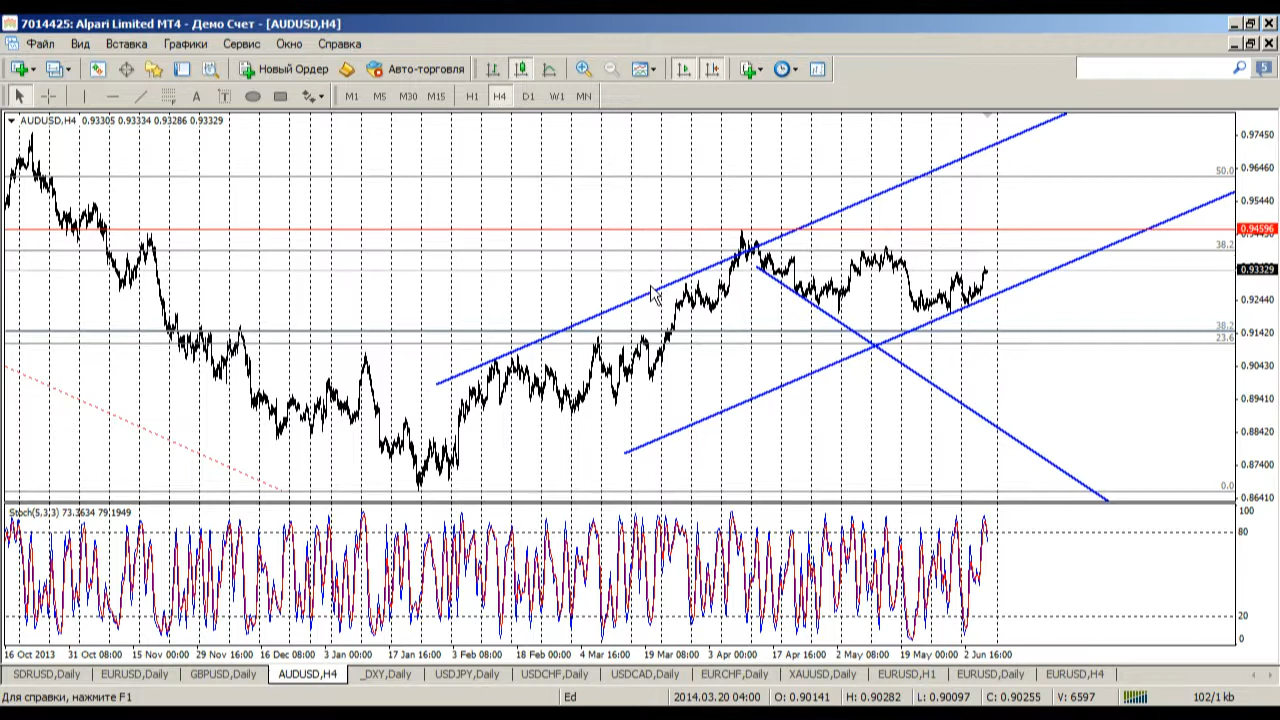 7014425: Alpari Limited MT4 - Демо Счет - [AUDUSD,H4]
Файл Вид Вставка Графики Сервис Окно Справка
Новый Ордер Авто-торговля 5
A T M1 M5 M30 M15 H1 H4 D1 W1 MN
AUDUSD,H4 0.93305 0.93334 0.93286 0.93329
0.97450
0.96460
50.0
0.95440
0.94596
38.2
0.93329
0.92440
38.2
0.91420
23.6
0.90430
0.89410
0.88420
0.87400
0.0
0.86410
Stoch(5,3,3) 73.3634 79.1949
100
80
20
0
16 Oct 2013 31 Oct 08:00 15 Nov 00:00 29 Nov 16:00 16 Dec 08:00 3 Jan 00:00 17 Jan 16:00 3 Feb 08:00 18 Feb 00:00 4 Mar 16:00 19 Mar 08:00 3 Apr 00:00 17 Apr 16:00 2 May 08:00 19 May 00:00 2 Jun 16:00
SDRUSD,Daily EURUSD,Daily GBPUSD,Daily AUDUSD,H4 _DXY,Daily USDJPY,Daily USDCHF,Daily USDCAD,Daily EURCHF,Daily XAUUSD,Daily EURUSD,H1 EURUSD,Daily EURUSD,H4
Для справки, нажмите F1 Ed 2014.03.20 04:00 O: 0.90141 H: 0.90282 L: 0.90097 C: 0.90255 V: 6597 102/1 kb